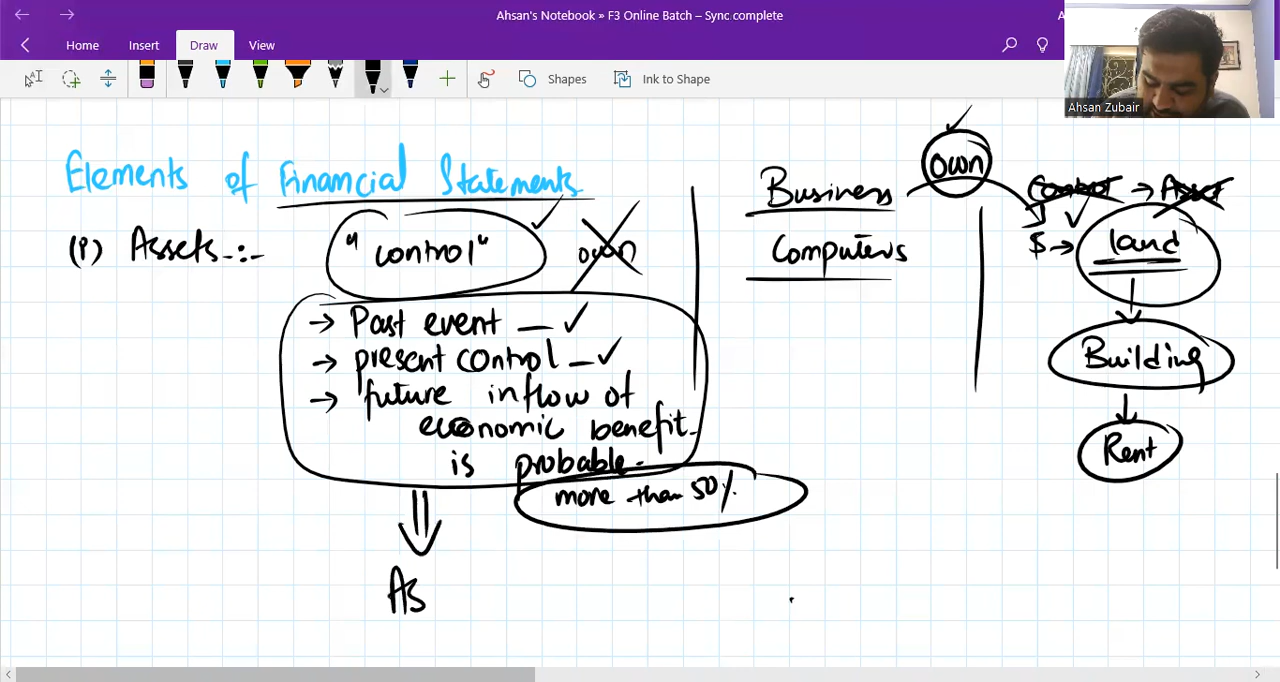 Ahsan's Notebook » F3 Online Batch – Sync complete
Home Insert Draw View
Shapes Ink to Shape
Ahsan Zubair
Elements of Financial Statements
(i) Assets :-
"control" own
→ Past event — ✓
→ present control — ✓
→ future inflow of
economic benefit
is probable.
more than 50%
As
Business
Computers
own
Control → Asset
$ → land
Building
Rent